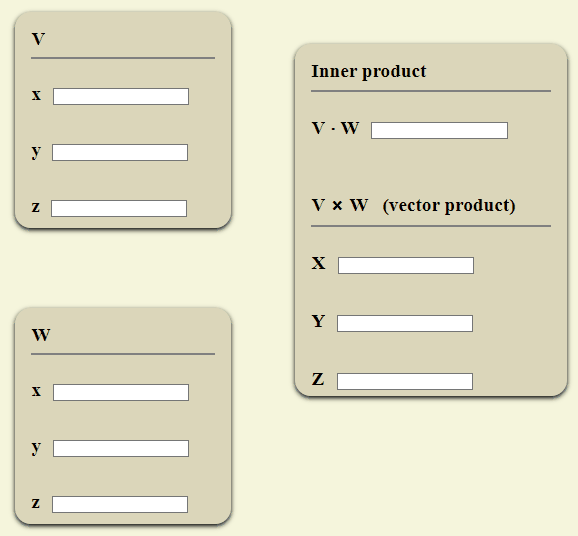 V
x
y
z
W
x
y
z
Inner product
V · W
V × W (vector product)
X
Y
Z